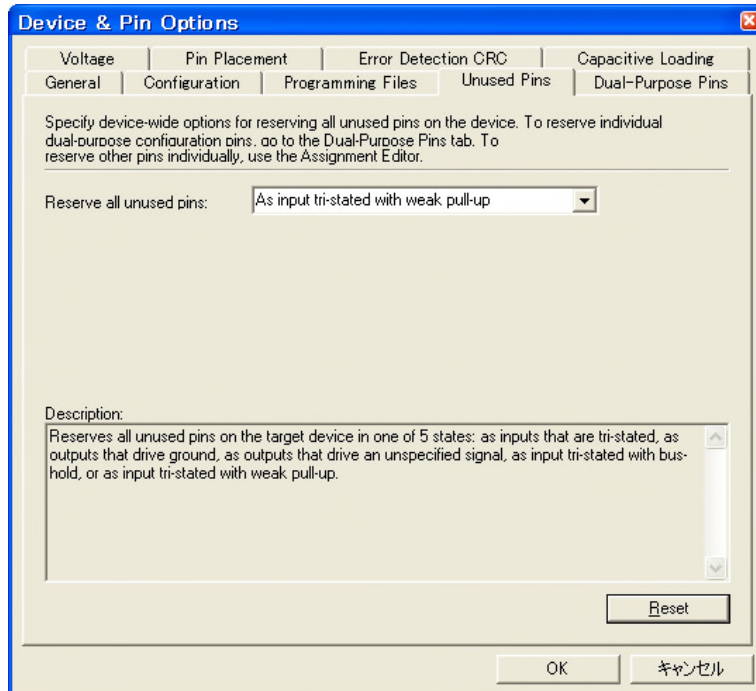 Device & Pin Options
Voltage Pin Placement Error Detection CRC Capacitive Loading
General Configuration Programming Files Unused Pins Dual-Purpose Pins
Specify device-wide options for reserving all unused pins on the device. To reserve individual
dual-purpose configuration pins, go to the Dual-Purpose Pins tab. To
reserve other pins individually, use the Assignment Editor.
Reserve all unused pins: As input tri-stated with weak pull-up
Description:
Reserves all unused pins on the target device in one of 5 states: as inputs that are tri-stated, as
outputs that drive ground, as outputs that drive an unspecified signal, as input tri-stated with bus-
hold, or as input tri-stated with weak pull-up.
Reset
OK キャンセル